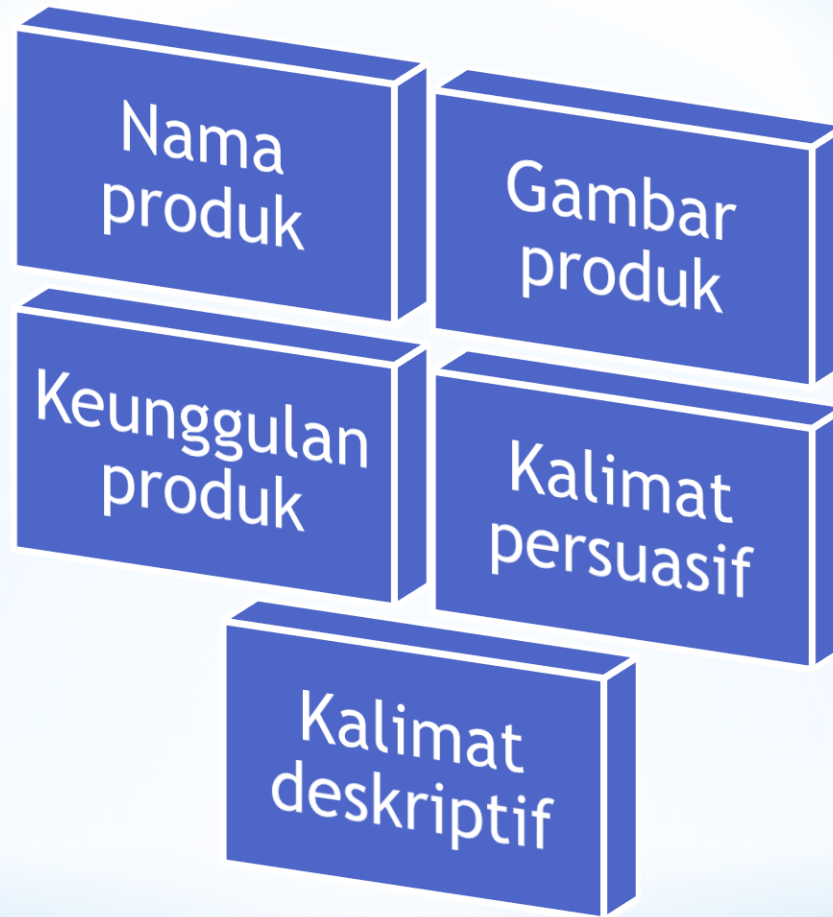 Nama
produk
Gambar
produk
Keunggulan
produk
Kalimat
persuasif
Kalimat
deskriptif